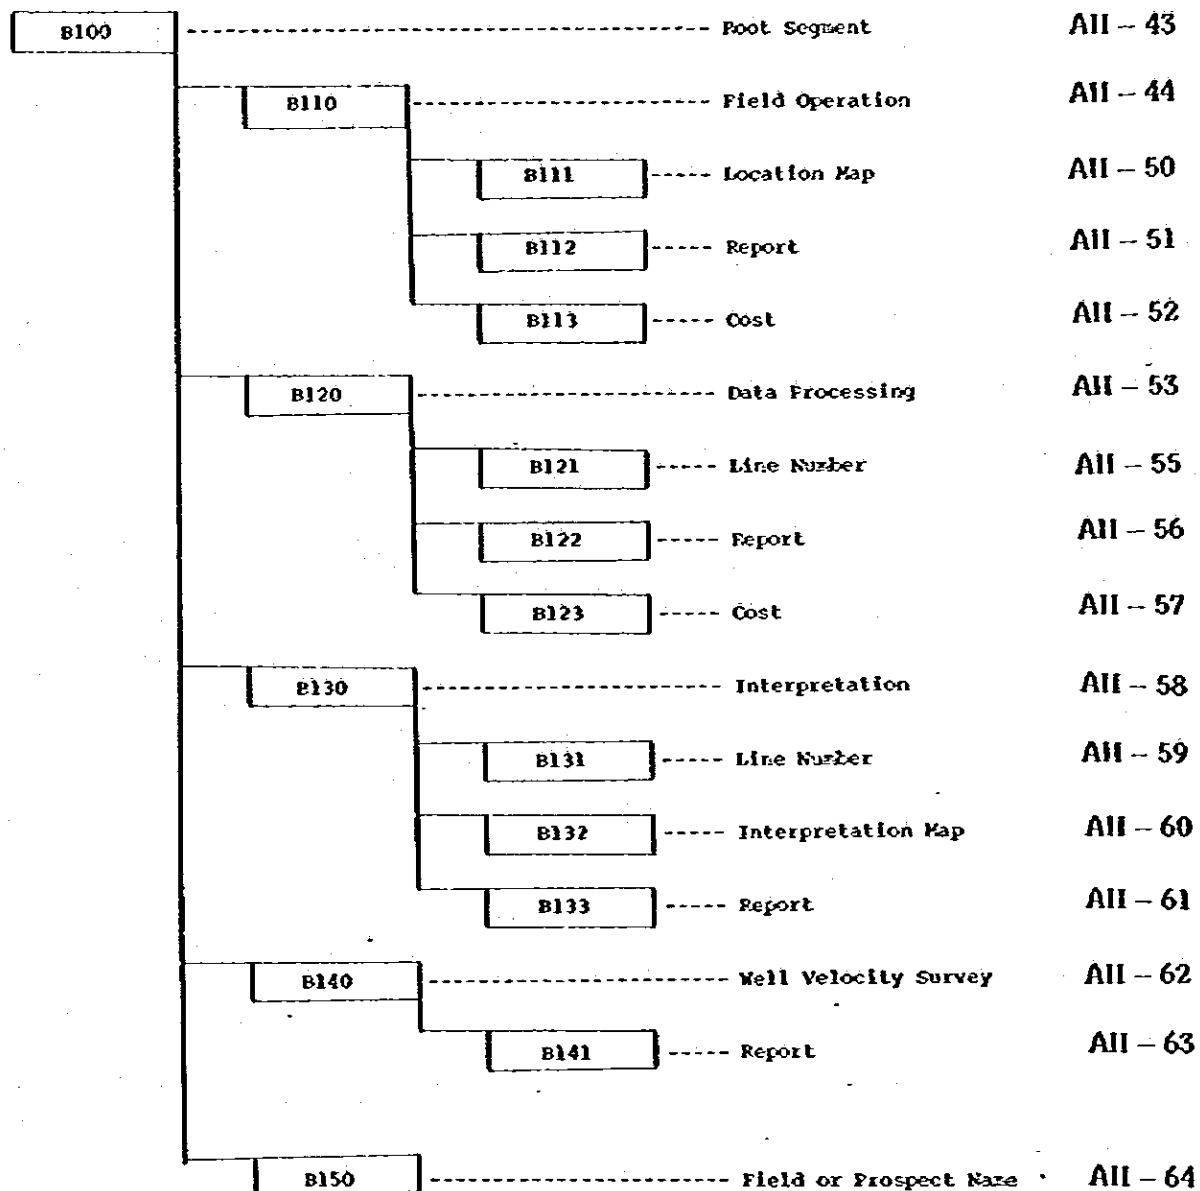 B100 Root Segment AII – 43
B110 Field Operation AII – 44
B111 Location Map AII – 50
B112 Report AII – 51
B113 Cost AII – 52
B120 Data Processing AII – 53
B121 Line Number AII – 55
B122 Report AII – 56
B123 Cost AII – 57
B130 Interpretation AII – 58
B131 Line Number AII – 59
B132 Interpretation Map AII – 60
B133 Report AII – 61
B140 Well Velocity Survey AII – 62
B141 Report AII – 63
B150 Field or Prospect Name AII – 64